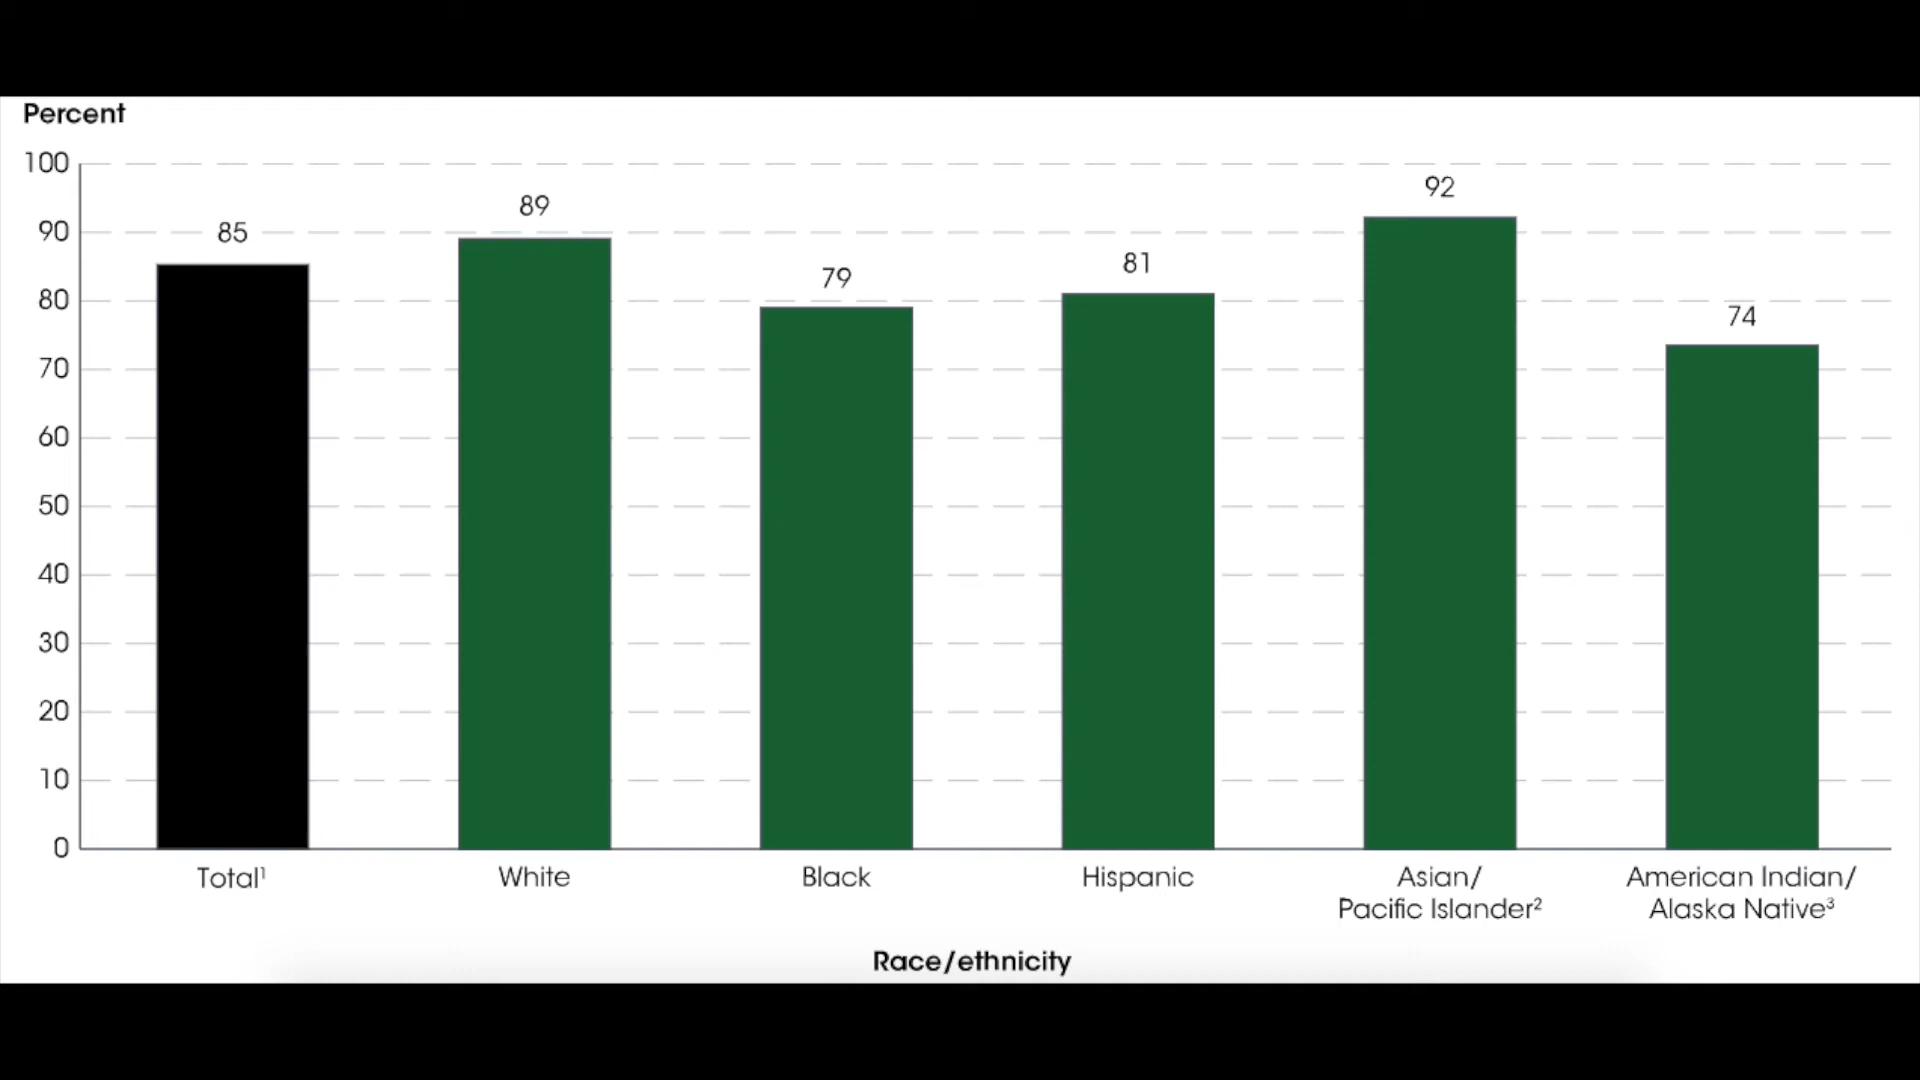 Percent
100
90
80
70
60
50
40
30
20
10
0
85
89
79
81
92
74
Total¹
White
Black
Hispanic
Asian/
Pacific Islander²
American Indian/
Alaska Native³
Race/ethnicity